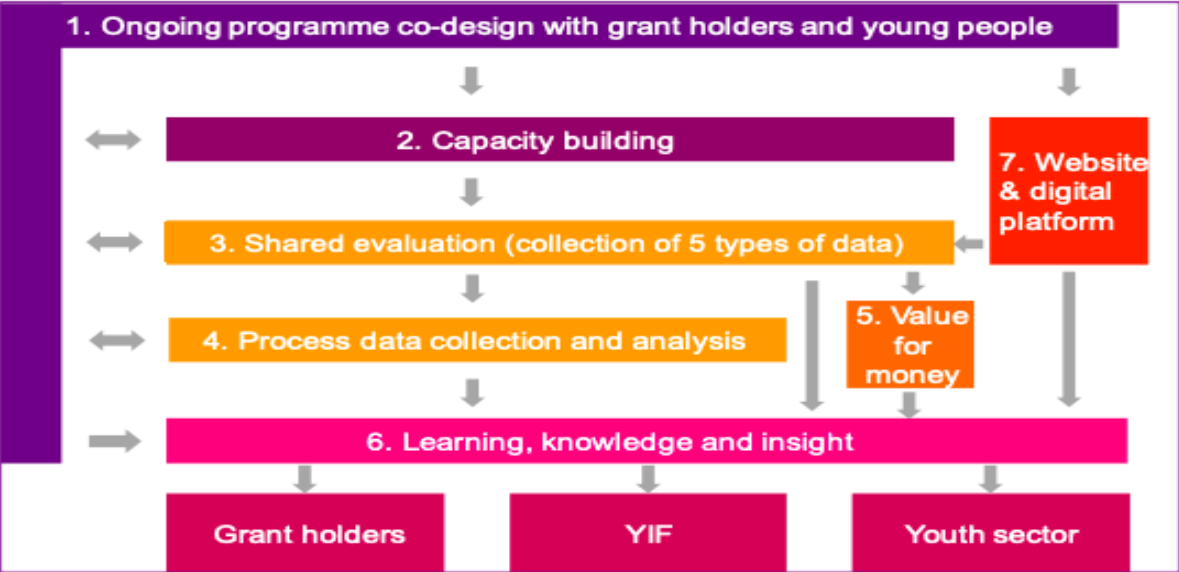 1. Ongoing programme co-design with grant holders and young people
2. Capacity building
7. Website
& digital
platform
3. Shared evaluation (collection of 5 types of data)
5. Value
for
money
4. Process data collection and analysis
6. Learning, knowledge and insight
Grant holders
YIF
Youth sector